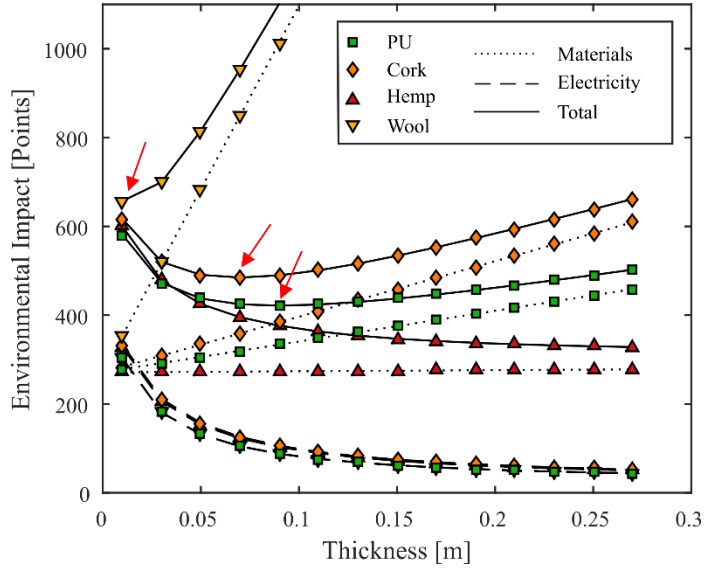 1000
800
600
400
200
0
Environmental Impact [Points]
PU
Cork
Hemp
Wool
Materials
Electricity
Total
0
0.05
0.1
0.15
0.2
0.25
0.3
Thickness [m]